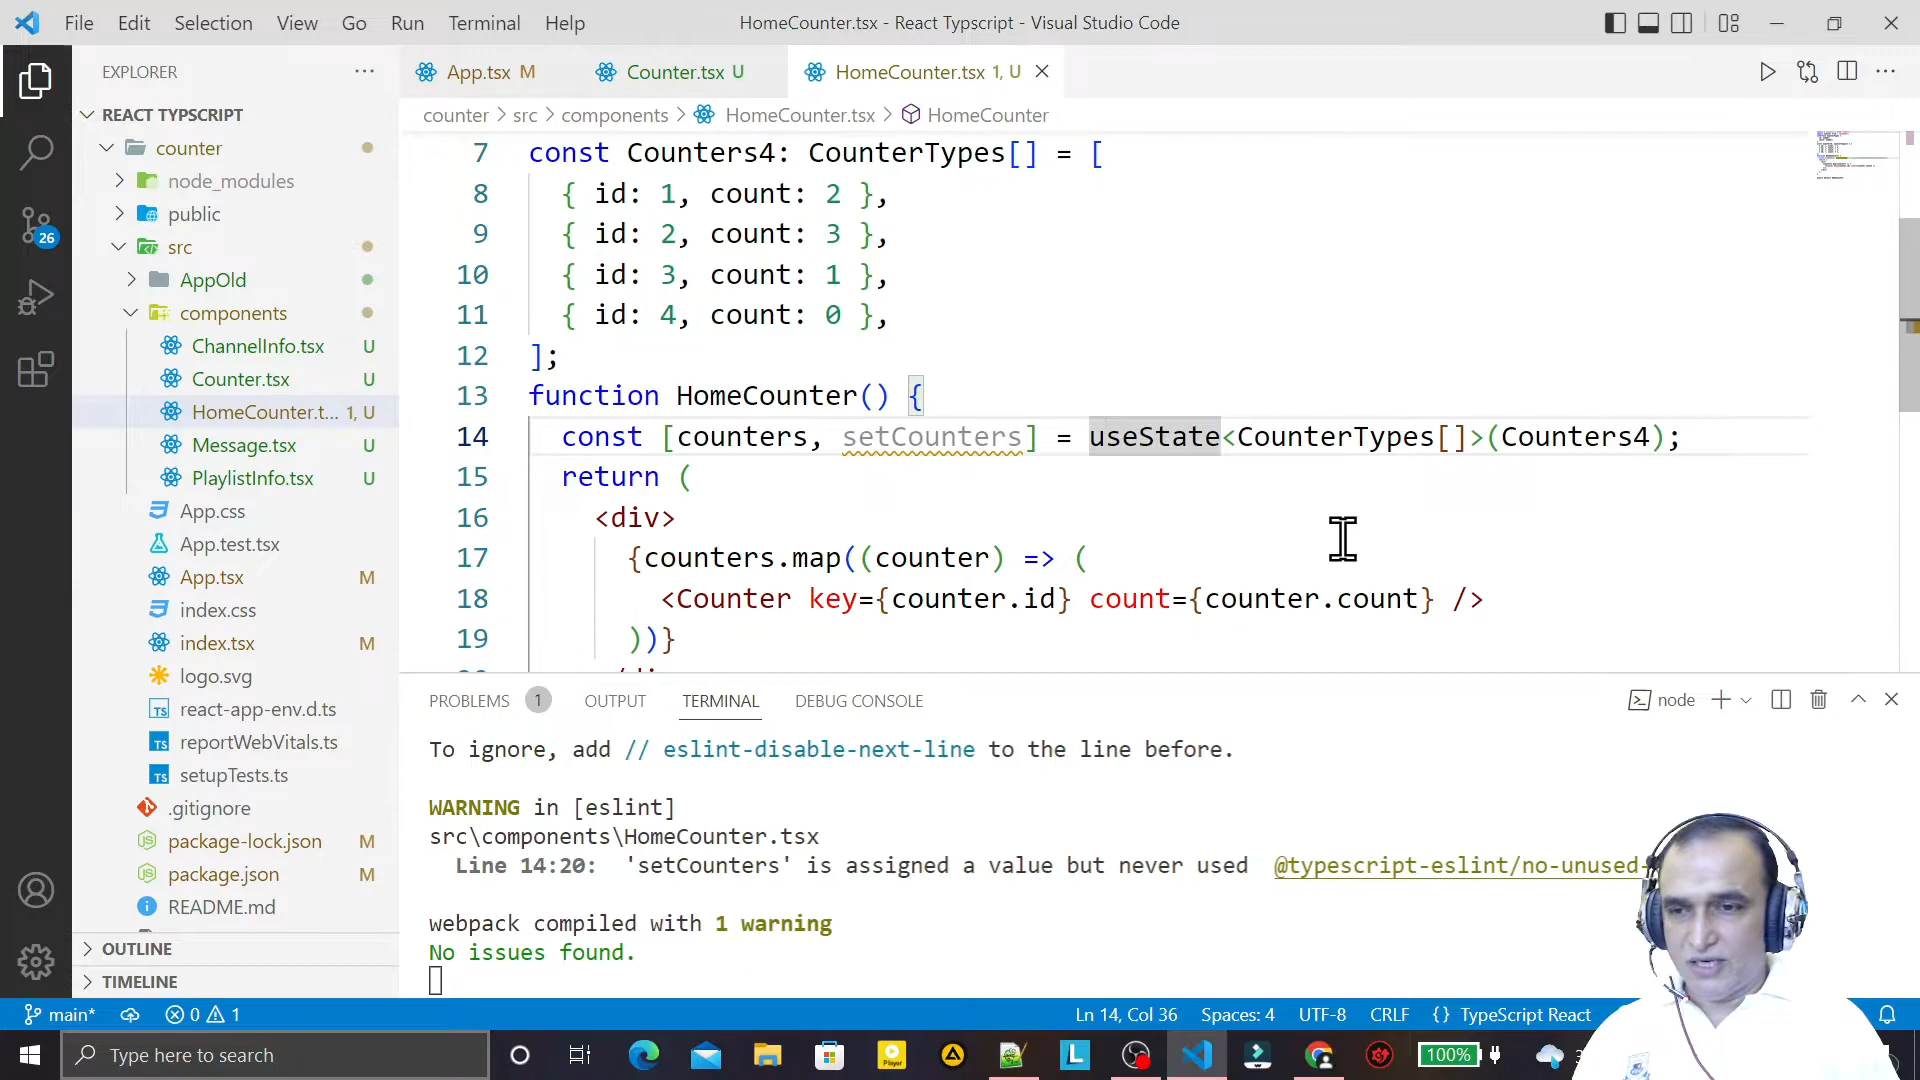 File Edit Selection View Go Run Terminal Help
HomeCounter.tsx - React Typscript - Visual Studio Code
EXPLORER
REACT TYPSCRIPT
counter
node_modules
public
src
AppOld
components
ChannelInfo.tsx U
Counter.tsx U
HomeCounter.t... 1, U
Message.tsx U
PlaylistInfo.tsx U
App.css
App.test.tsx
App.tsx M
index.css
index.tsx M
logo.svg
react-app-env.d.ts
reportWebVitals.ts
setupTests.ts
.gitignore
package-lock.json M
package.json M
README.md
OUTLINE
TIMELINE
26
App.tsx M Counter.tsx U HomeCounter.tsx 1, U
counter > src > components > HomeCounter.tsx > HomeCounter
7 const Counters4: CounterTypes[] = [
8 { id: 1, count: 2 },
9 { id: 2, count: 3 },
10 { id: 3, count: 1 },
11 { id: 4, count: 0 },
12 ];
13 function HomeCounter() {
14 const [counters, setCounters] = useState<CounterTypes[]>(Counters4);
15 return (
16 <div>
17 {counters.map((counter) => (
18 <Counter key={counter.id} count={counter.count} />
19 ))}
PROBLEMS 1 OUTPUT TERMINAL DEBUG CONSOLE
node
To ignore, add // eslint-disable-next-line to the line before.
WARNING in [eslint]
src\components\HomeCounter.tsx
Line 14:20: 'setCounters' is assigned a value but never used @typescript-eslint/no-unused-
webpack compiled with 1 warning
No issues found.
main* 0 1
Ln 14, Col 36 Spaces: 4 UTF-8 CRLF {} TypeScript React
Type here to search
Player
L
100%